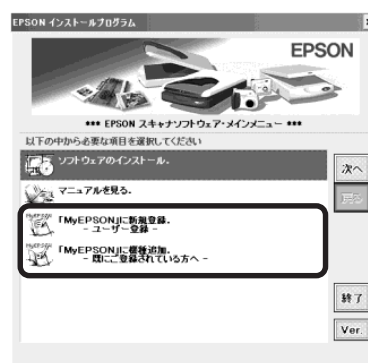 EPSON インストールプログラム
EPSON
*** EPSON スキャナソフトウェア・メインメニュー ***
以下の中から必要な項目を選択してください
ソフトウェアのインストール.
次へ
マニュアルを見る.
戻る
MyEPSON
「MyEPSON」に新規登録.
- ユーザー登録 -
MyEPSON
「MyEPSON」に機種追加.
- 既にご登録されている方へ -
終了
Ver.